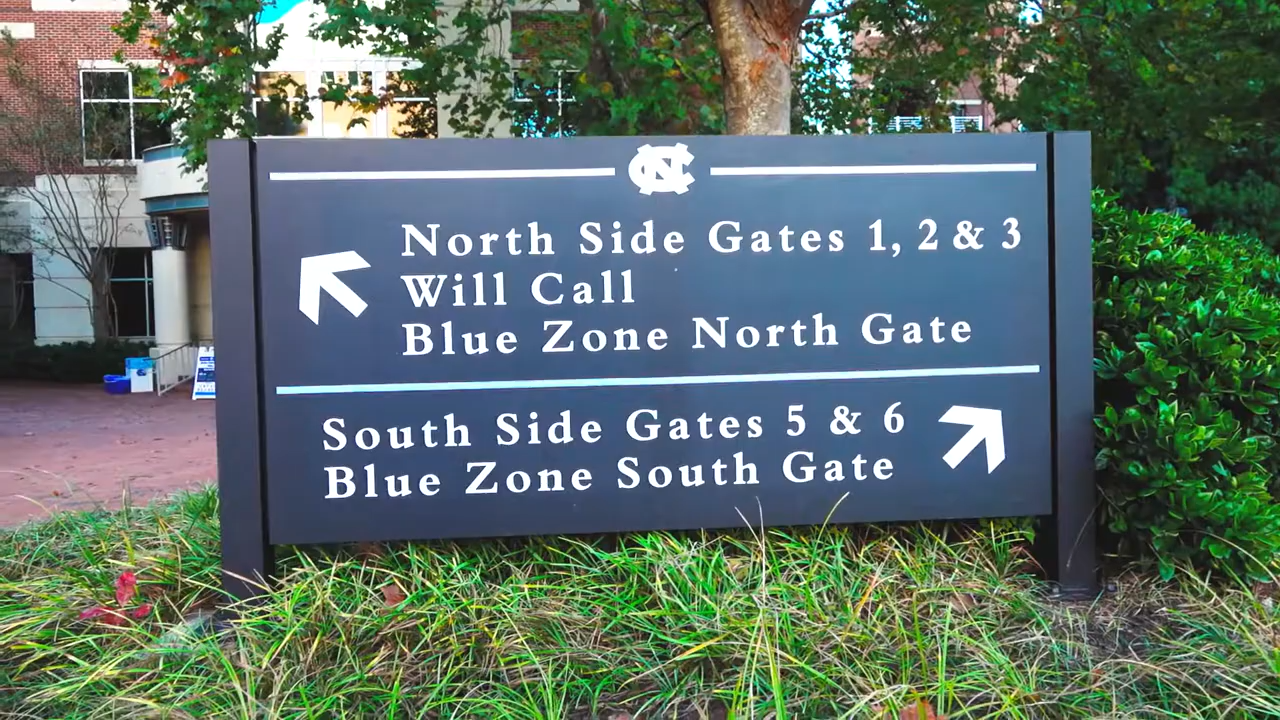 NC
North Side Gates 1, 2 & 3
Will Call
Blue Zone North Gate
South Side Gates 5 & 6
Blue Zone South Gate